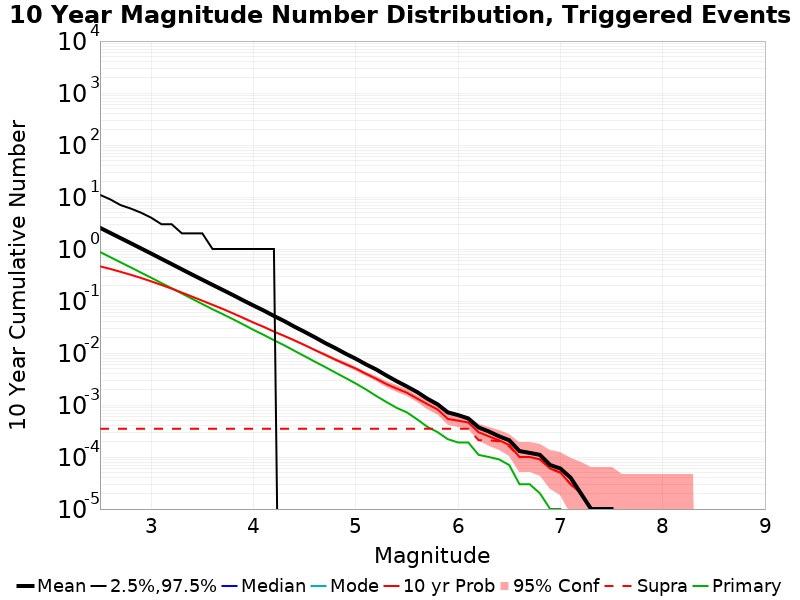 10 Year Magnitude Number Distribution, Triggered Events
10 Year Cumulative Number
10^4
10^3
10^2
10^1
10^0
10^-1
10^-2
10^-3
10^-4
10^-5
3 4 5 6 7 8 9
Magnitude
Mean 2.5%,97.5% Median Mode 10 yr Prob 95% Conf Supra Primary